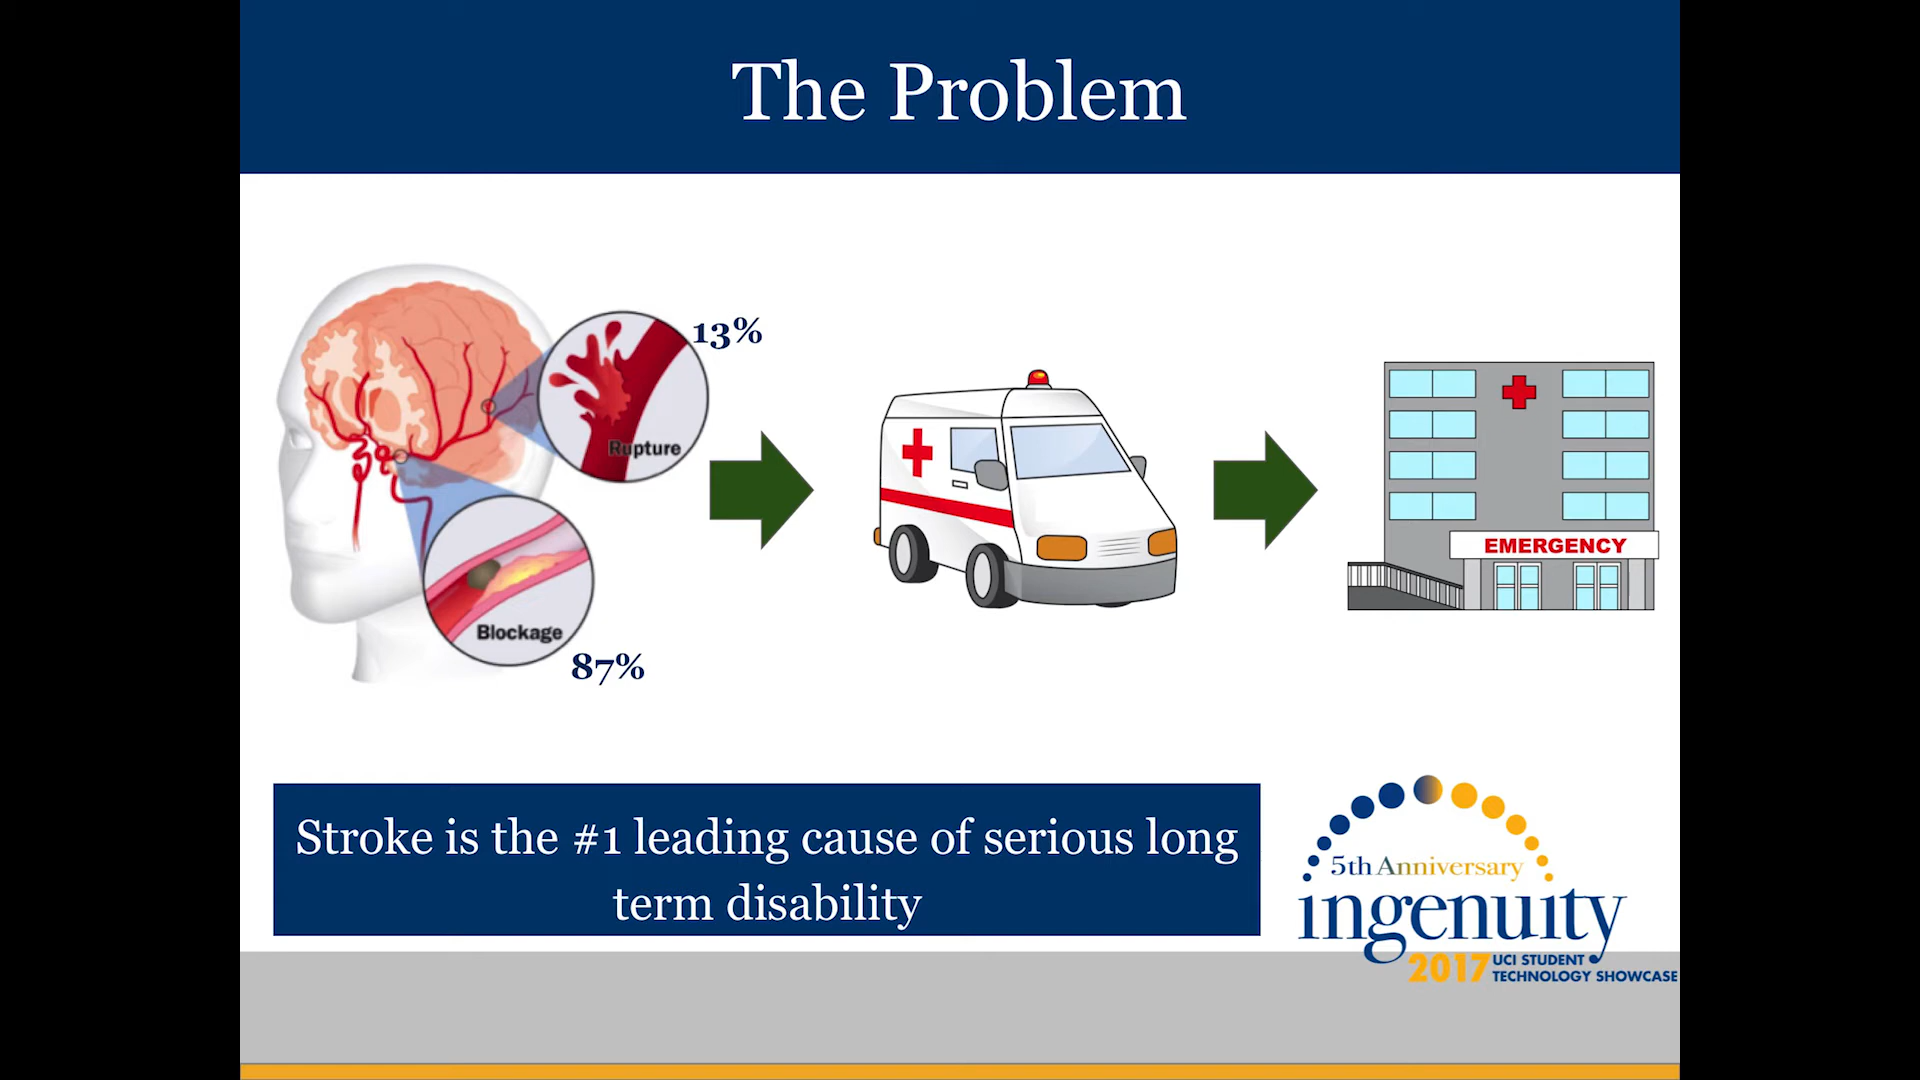 The Problem
13%
Rupture
Blockage
87%
EMERGENCY
Stroke is the #1 leading cause of serious long
term disability
5th Anniversary
ingenuity
2017 UCI STUDENT
TECHNOLOGY SHOWCASE